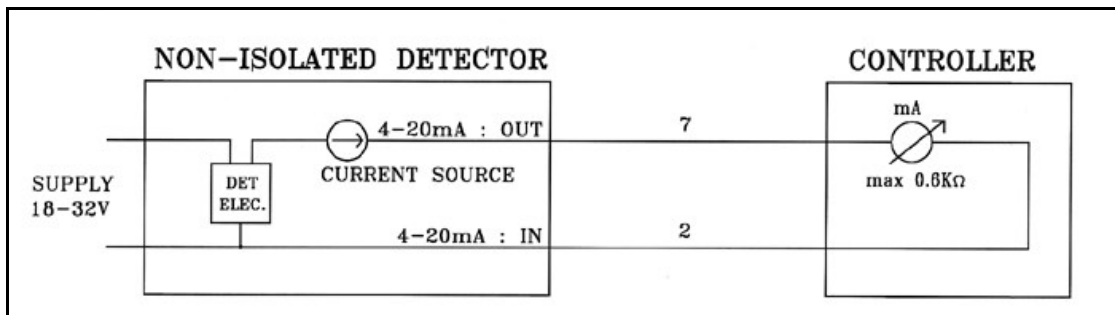 NON-ISOLATED DETECTOR
CONTROLLER
4-20mA : OUT
7
mA
CURRENT SOURCE
max 0.6KΩ
SUPPLY
18-32V
DET
ELEC.
4-20mA : IN
2